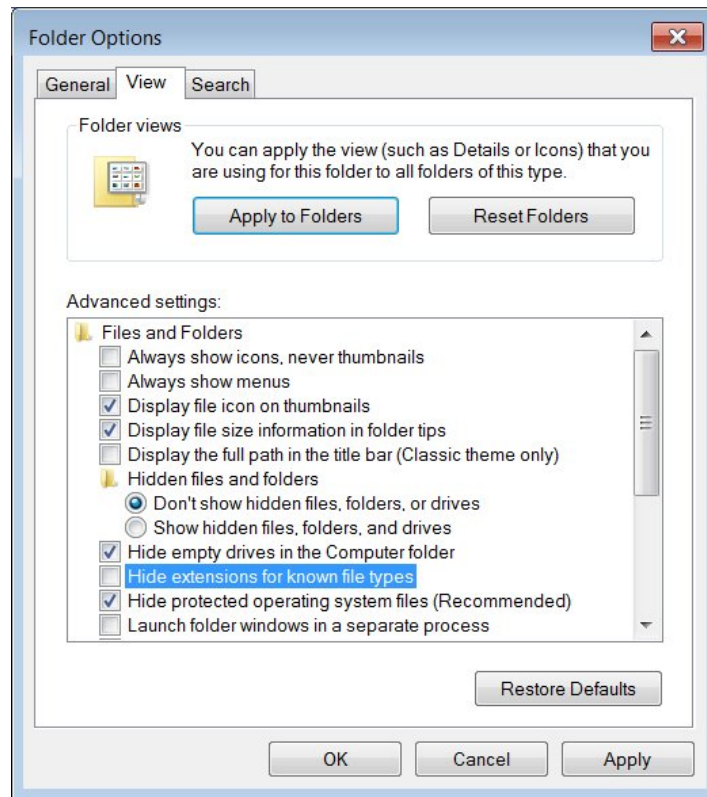 Folder Options
General View Search
Folder views
You can apply the view (such as Details or Icons) that you
are using for this folder to all folders of this type.
Apply to Folders Reset Folders
Advanced settings:
Files and Folders
Always show icons, never thumbnails
Always show menus
Display file icon on thumbnails
Display file size information in folder tips
Display the full path in the title bar (Classic theme only)
Hidden files and folders
Don't show hidden files, folders, or drives
Show hidden files, folders, and drives
Hide empty drives in the Computer folder
Hide extensions for known file types
Hide protected operating system files (Recommended)
Launch folder windows in a separate process
Restore Defaults
OK Cancel Apply